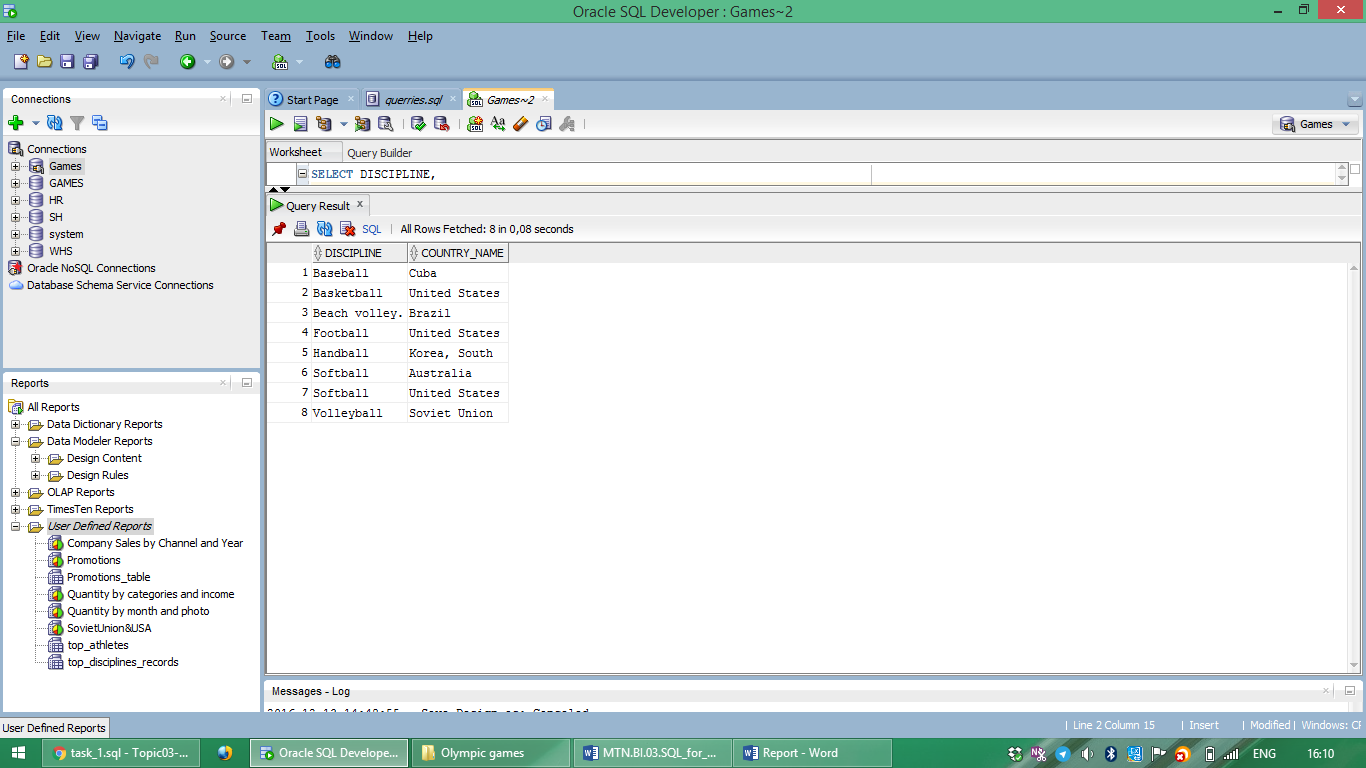 Oracle SQL Developer : Games~2
File Edit View Navigate Run Source Team Tools Window Help
Connections
Connections
Games
GAMES
HR
SH
system
WHS
Oracle NoSQL Connections
Database Schema Service Connections
Reports
All Reports
Data Dictionary Reports
Data Modeler Reports
Design Content
Design Rules
OLAP Reports
TimesTen Reports
User Defined Reports
Company Sales by Channel and Year
Promotions
Promotions_table
Quantity by categories and income
Quantity by month and photo
SovietUnion&USA
top_athletes
top_disciplines_records
Start Page querries.sql Games~2
Games
Worksheet Query Builder
SELECT DISCIPLINE,
Query Result
SQL All Rows Fetched: 8 in 0,08 seconds
DISCIPLINE COUNTRY_NAME
1 Baseball Cuba
2 Basketball United States
3 Beach volley. Brazil
4 Football United States
5 Handball Korea, South
6 Softball Australia
7 Softball United States
8 Volleyball Soviet Union
Messages - Log
User Defined Reports
Line 2 Column 15 Insert Modified Windows:
task_1.sql - Topic03-... Oracle SQL Develope... Olympic games MTN.BI.03.SQL_for_... Report - Word ENG 16:10